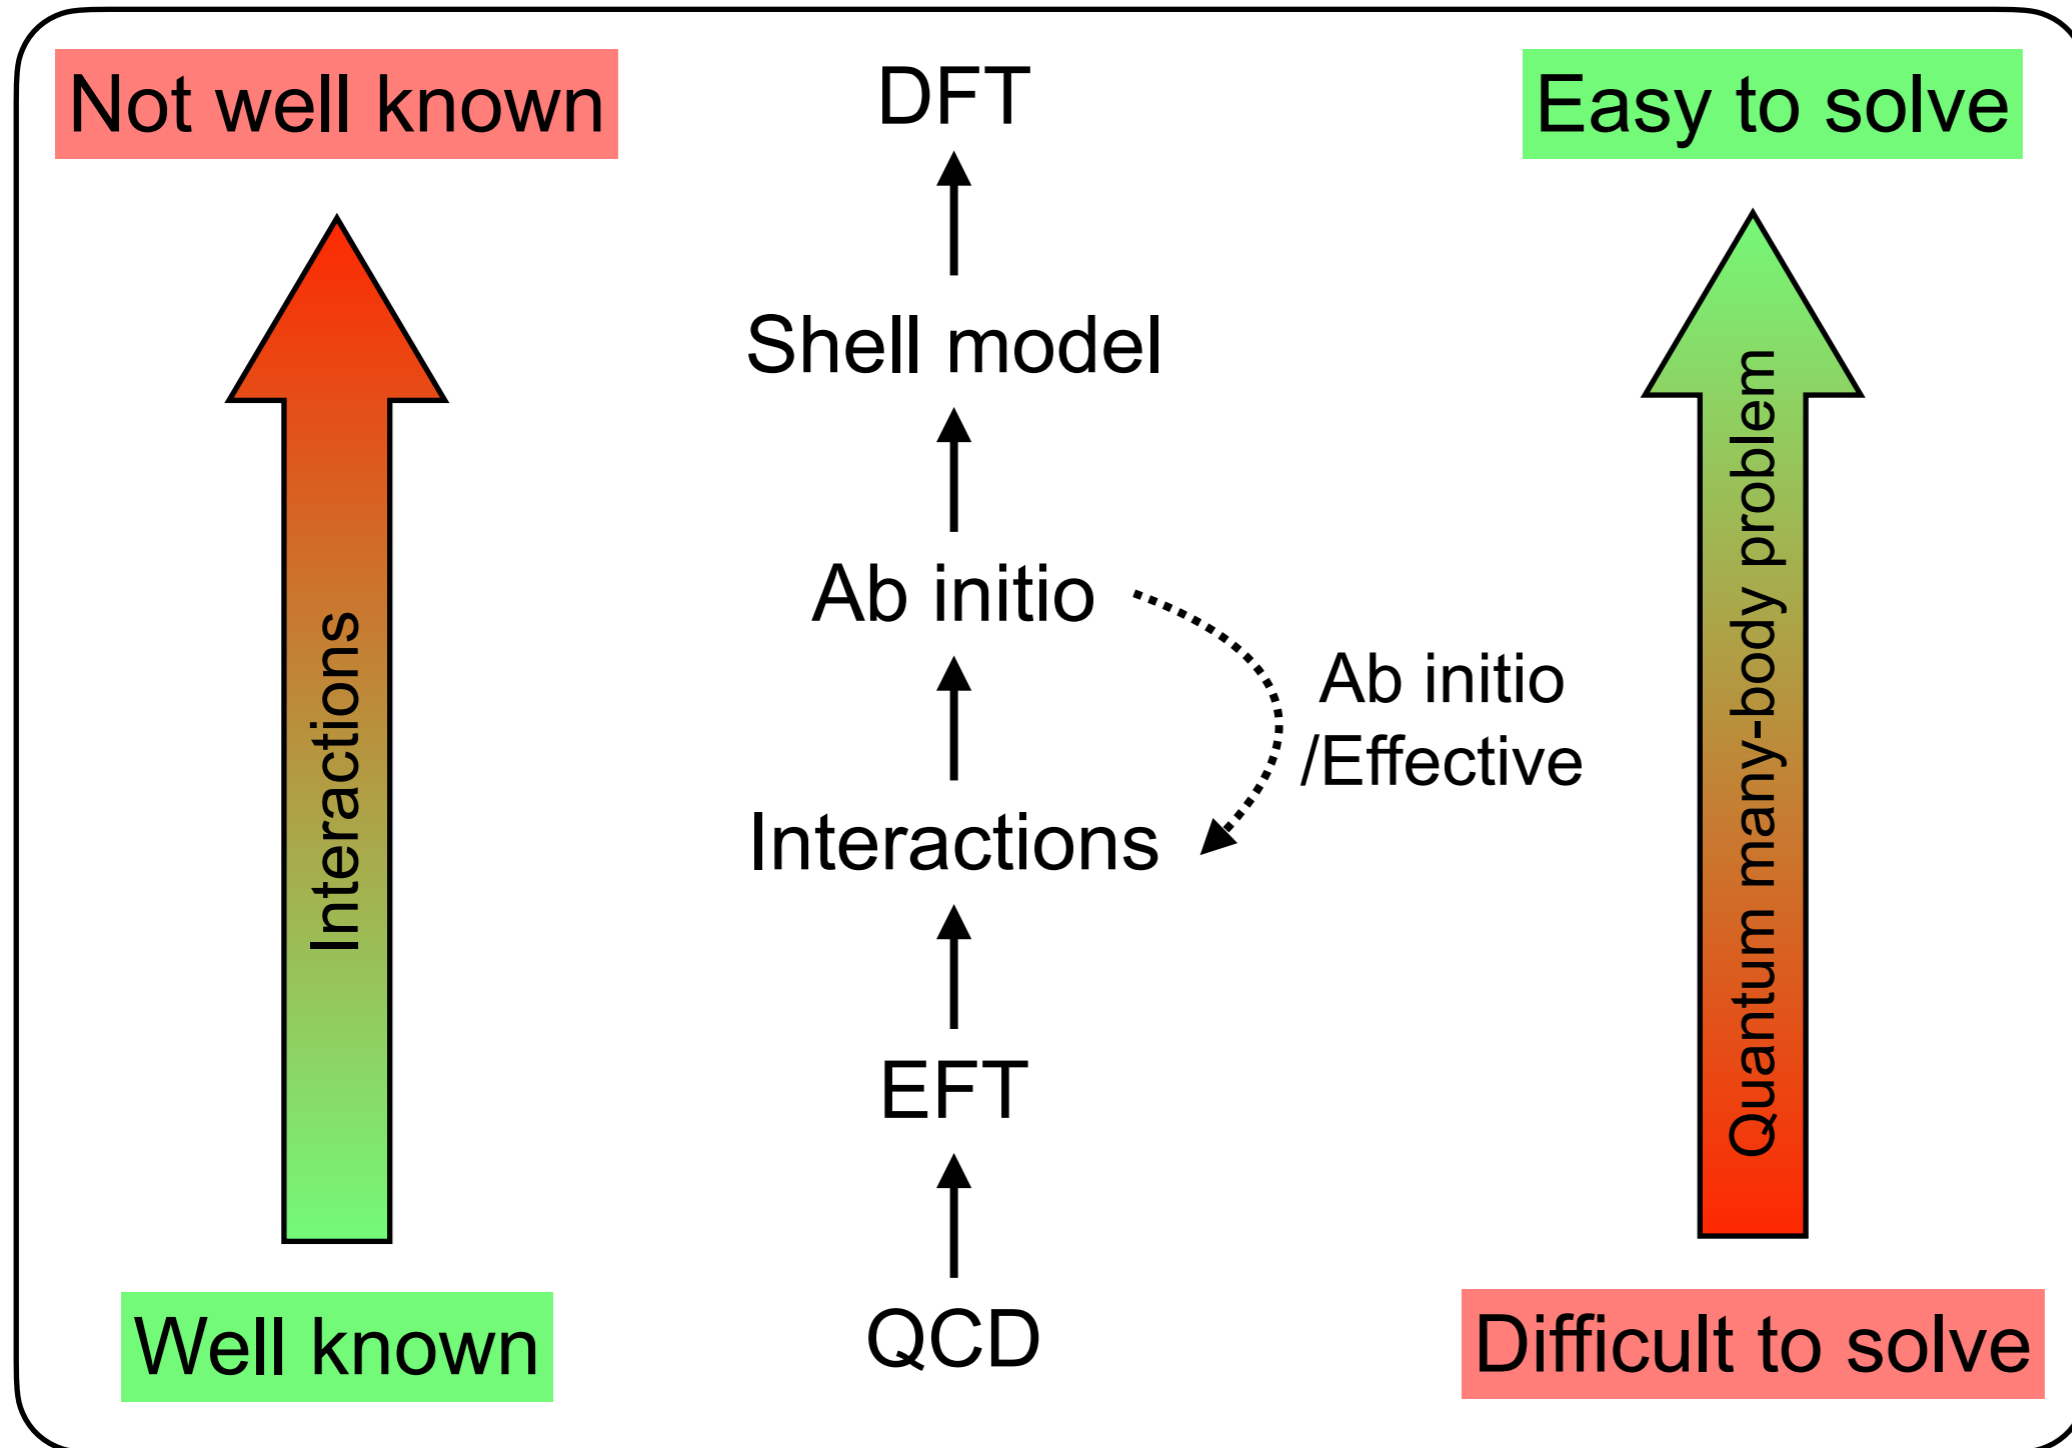 Not well known
DFT
Easy to solve
Shell model
Ab initio
Ab initio
/Effective
Interactions
Interactions
Quantum many-body problem
EFT
QCD
Well known
Difficult to solve